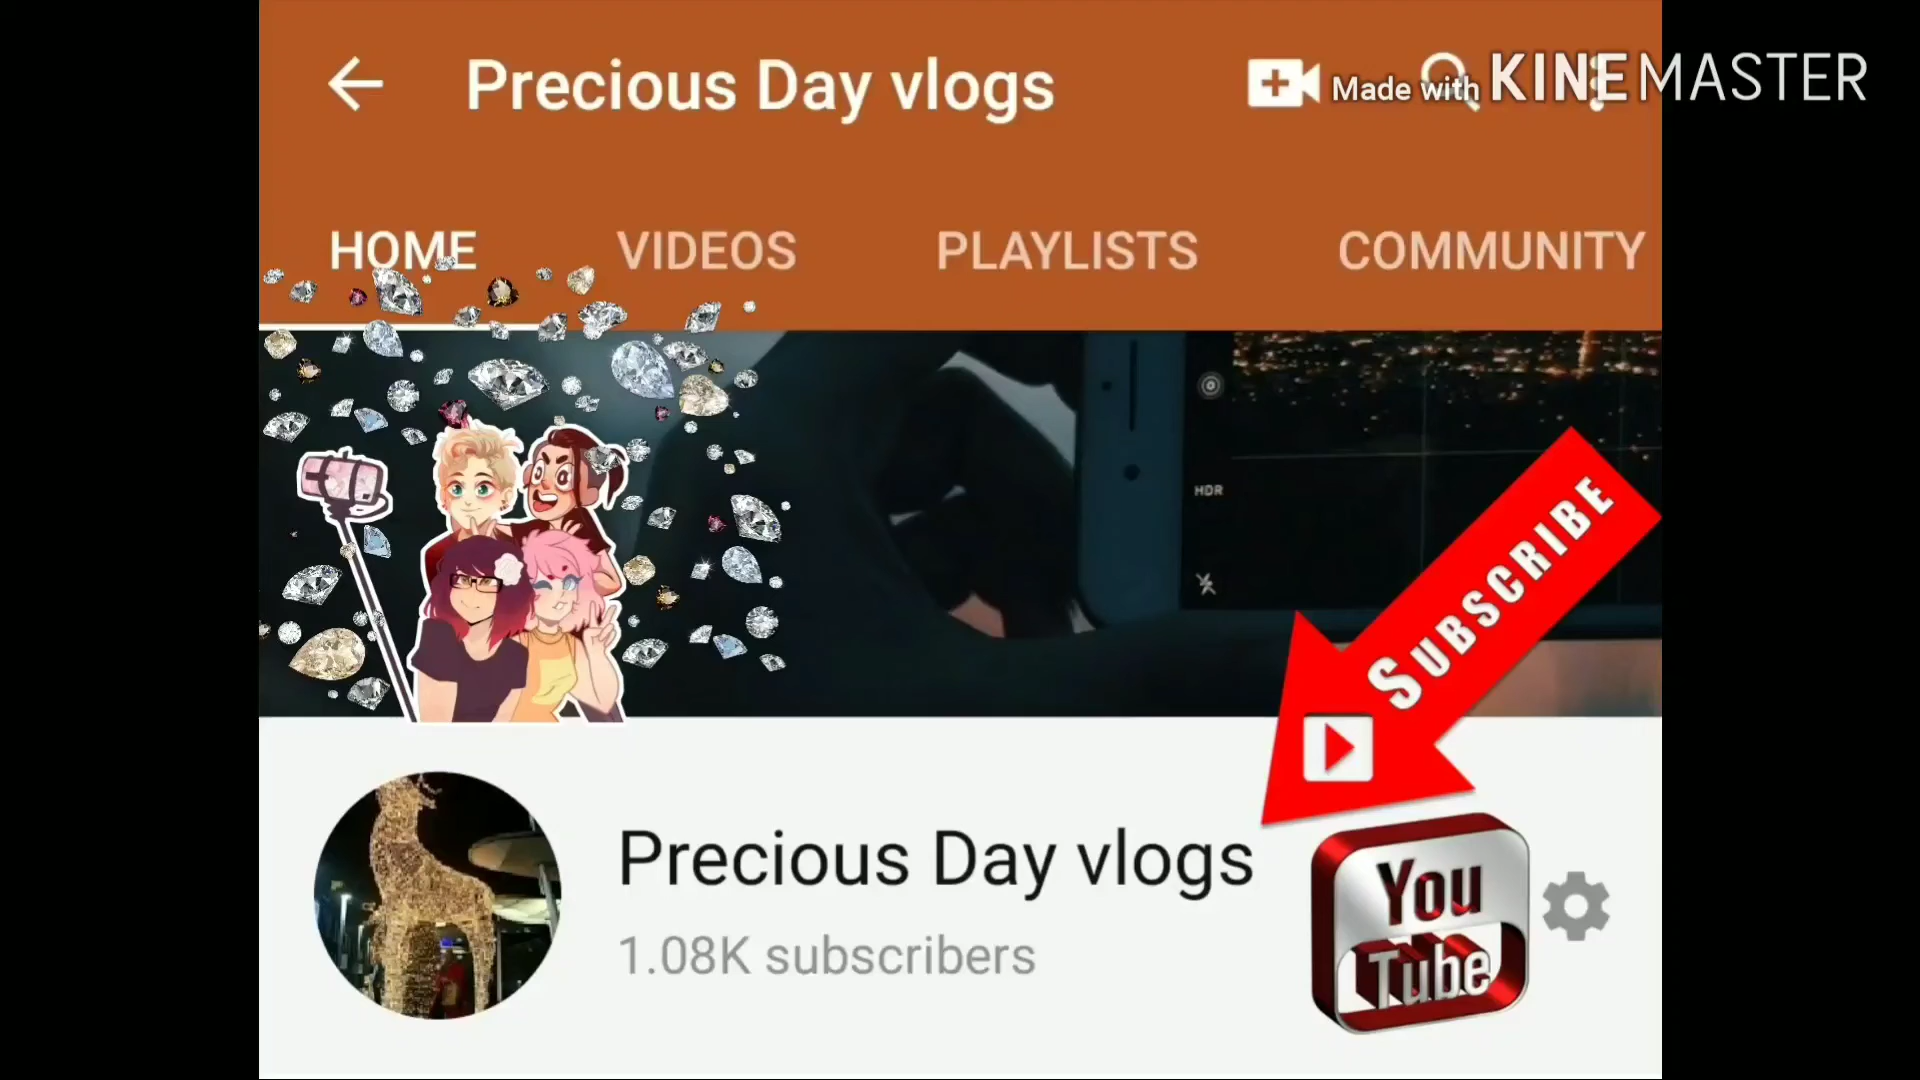 Precious Day vlogs
Made with KINEMASTER
HOME VIDEOS PLAYLISTS COMMUNITY
HDR
SUBSCRIBE
Precious Day vlogs
1.08K subscribers
You
Tube